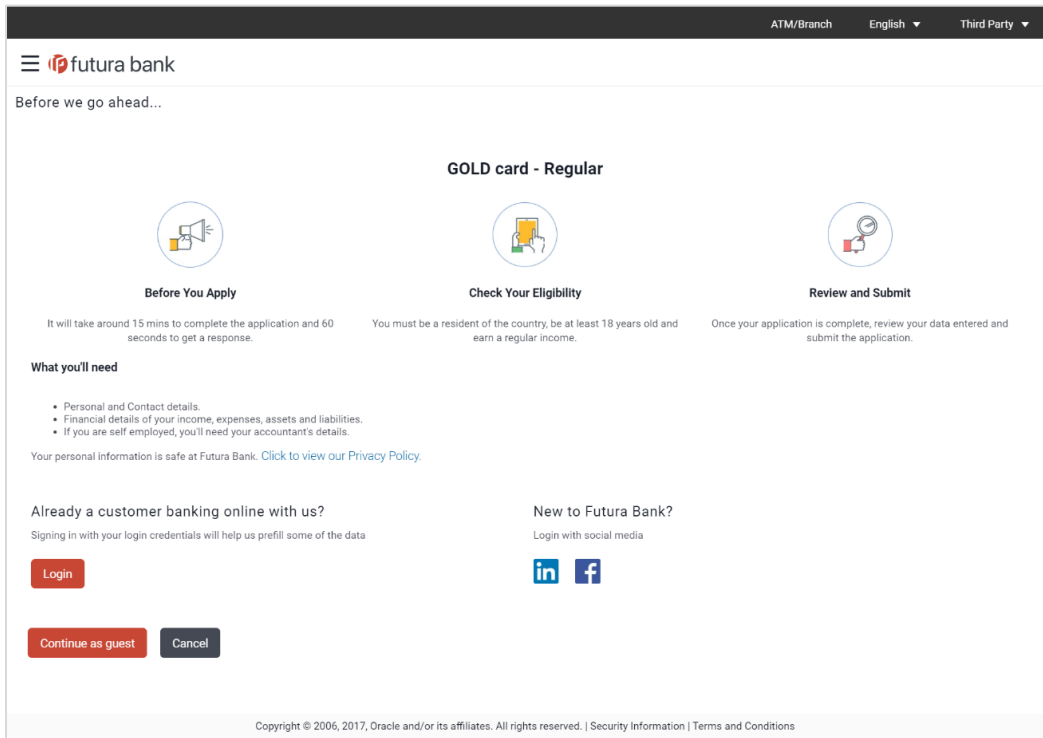 ATM/Branch English Third Party
futura bank
Before we go ahead...
GOLD card - Regular
Before You Apply
It will take around 15 mins to complete the application and 60
seconds to get a response.
Check Your Eligibility
You must be a resident of the country, be at least 18 years old and
earn a regular income.
Review and Submit
Once your application is complete, review your data entered and
submit the application.
What you'll need
• Personal and Contact details.
• Financial details of your income, expenses, assets and liabilities.
• If you are self employed, you'll need your accountant's details.
Your personal information is safe at Futura Bank. Click to view our Privacy Policy.
Already a customer banking online with us?
Signing in with your login credentials will help us prefill some of the data
Login
New to Futura Bank?
Login with social media
in f
Continue as guest Cancel
Copyright © 2006, 2017, Oracle and/or its affiliates. All rights reserved. | Security Information | Terms and Conditions